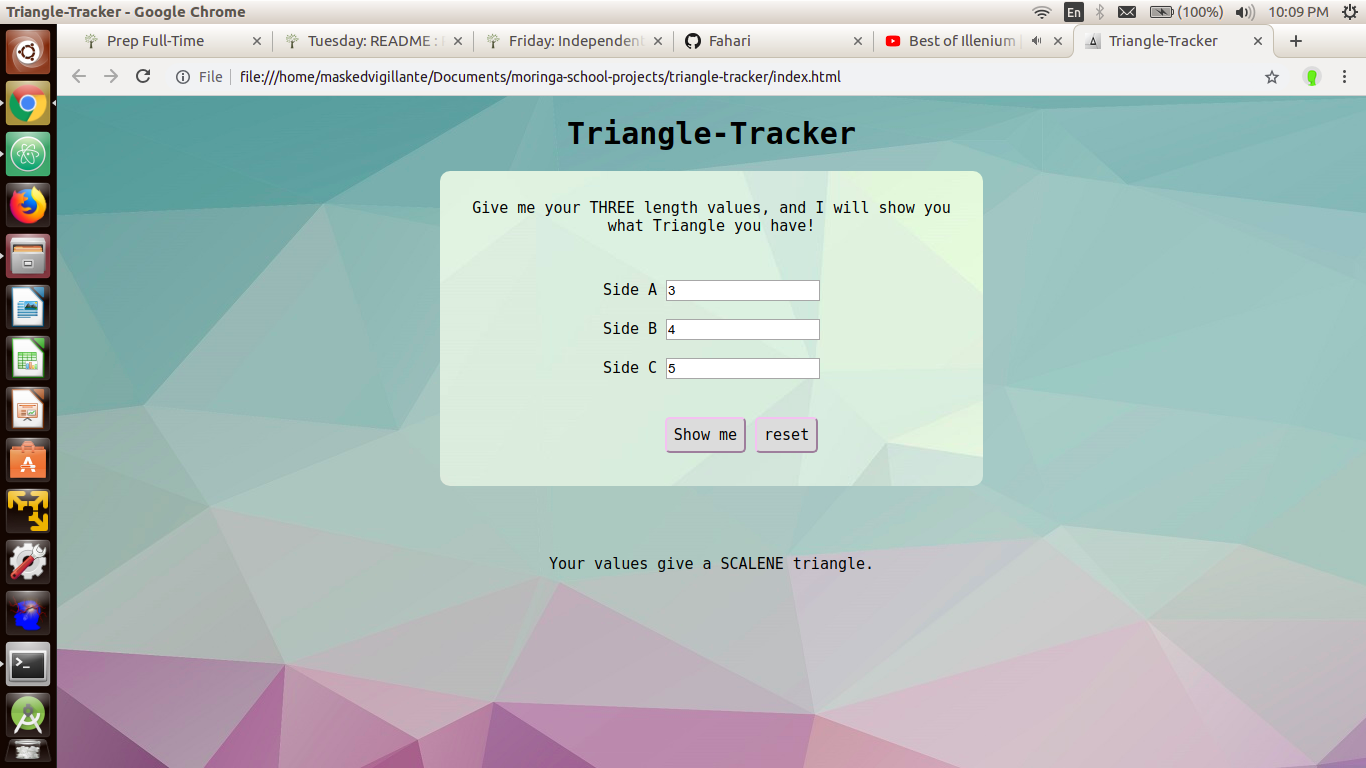 Triangle-Tracker - Google Chrome
En
(100%)
10:09 PM
Prep Full-Time
Tuesday: README :
Friday: Independen
Fahari
Best of Illenium
Triangle-Tracker
File
file:///home/maskedvigillante/Documents/moringa-school-projects/triangle-tracker/index.html
Triangle-Tracker
Give me your THREE length values, and I will show you
what Triangle you have!
Side A 3
Side B 4
Side C 5
Show me reset
Your values give a SCALENE triangle.